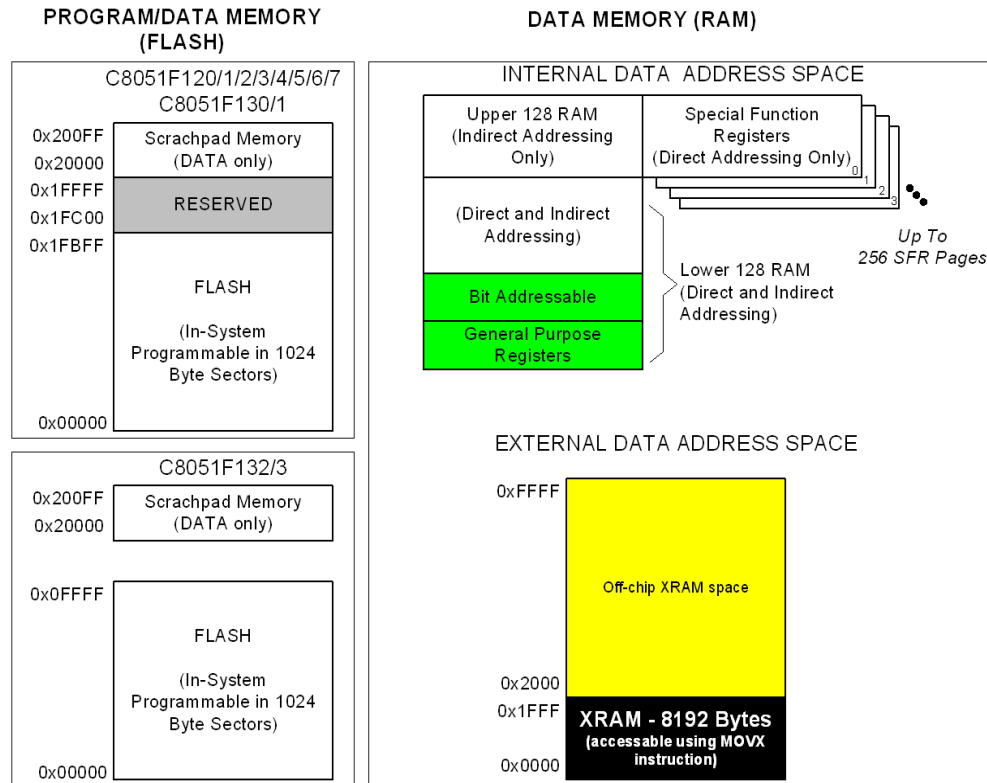 PROGRAM/DATA MEMORY
(FLASH)
C8051F120/1/2/3/4/5/6/7
C8051F130/1
0x200FF
Scrachpad Memory
0x20000
(DATA only)
0x1FFFF
RESERVED
0x1FC00
0x1FBFF
FLASH
(In-System
Programmable in 1024
Byte Sectors)
0x00000
C8051F132/3
0x200FF
Scrachpad Memory
0x20000
(DATA only)
0x0FFFF
FLASH
(In-System
Programmable in 1024
Byte Sectors)
0x00000
DATA MEMORY (RAM)
INTERNAL DATA ADDRESS SPACE
Upper 128 RAM
(Indirect Addressing
Only)
Special Function
Registers
(Direct Addressing Only)
0
1
2
3
Up To
256 SFR Pages
(Direct and Indirect
Addressing)
Bit Addressable
General Purpose
Registers
Lower 128 RAM
(Direct and Indirect
Addressing)
EXTERNAL DATA ADDRESS SPACE
0xFFFF
Off-chip XRAM space
0x2000
0x1FFF
XRAM - 8192 Bytes
(accessable using MOVX
instruction)
0x0000